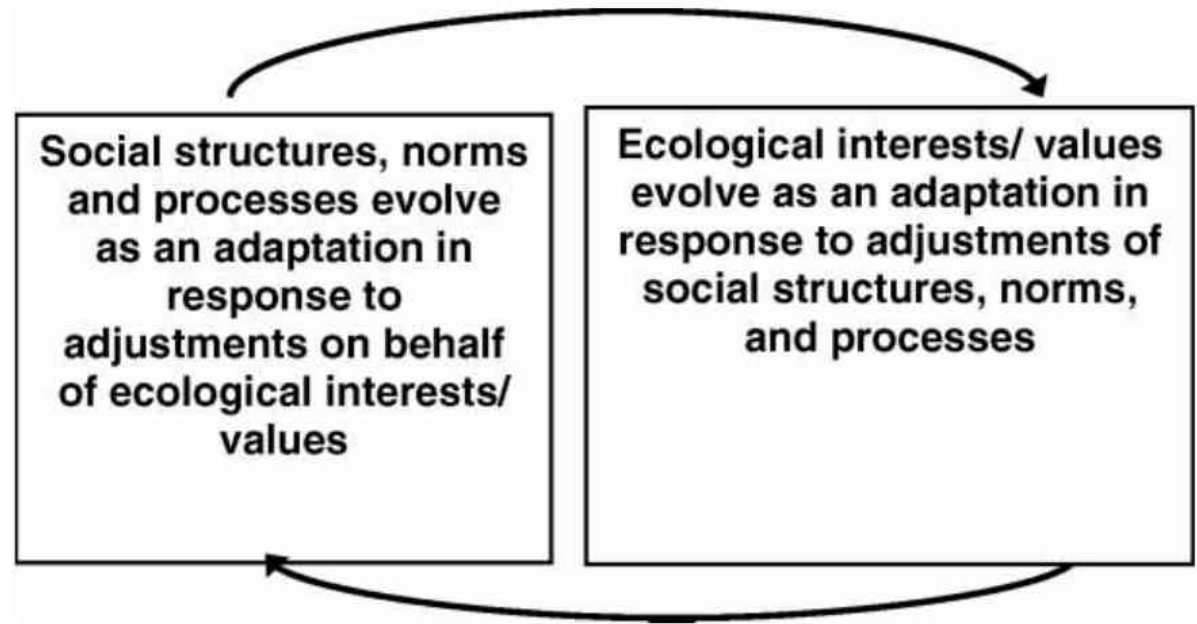 Social structures, norms
and processes evolve
as an adaptation in
response to
adjustments on behalf
of ecological interests/
values
Ecological interests/ values
evolve as an adaptation in
response to adjustments of
social structures, norms,
and processes